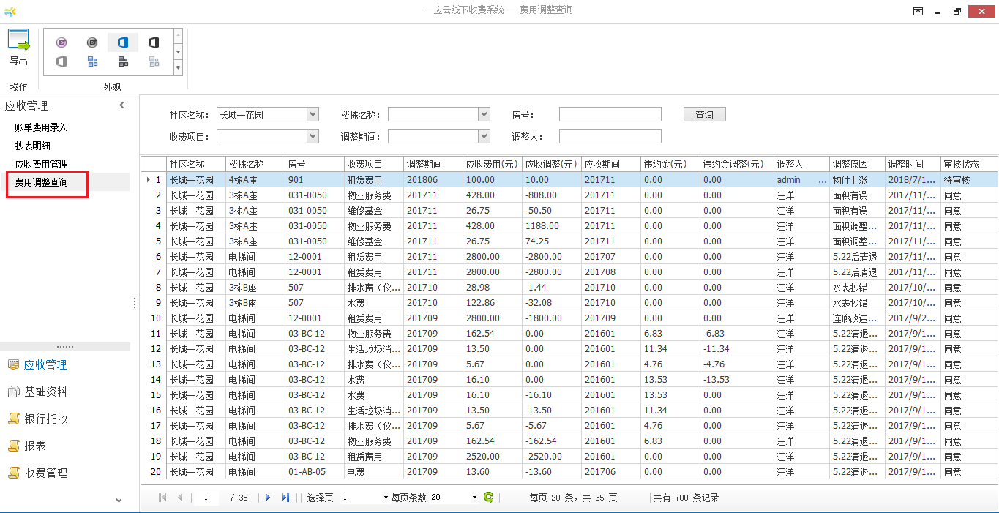 一应云线下收费系统——费用调整查询
导出
操作
外观
应收管理
账单费用录入
抄表明细
应收费用管理
费用调整查询
应收管理
基础资料
银行托收
报表
收费管理
社区名称: 长城一花园 楼栋名称: 房号: 查询
收费项目: 调整期间: 调整人:
社区名称 楼栋名称 房号 收费项目 调整期间 应收费用(元) 应收调整(元) 应收期间 违约金(元) 违约金调整(元) 调整人 调整原因 调整时间 审核状态
1 长城一花园 4栋A座 901 租赁费用 201806 100.00 10.00 201711 0.00 0.00 admin ... 物件上涨 2018/7/1... 待审核
2 长城一花园 3栋A座 031-0050 物业服务费 201711 428.00 -808.00 201711 0.00 0.00 汪洋 面积有误 2017/11/... 同意
3 长城一花园 3栋A座 031-0050 维修基金 201711 26.75 -50.50 201711 0.00 0.00 汪洋 面积有误 2017/11/... 同意
4 长城一花园 3栋A座 031-0050 物业服务费 201711 428.00 1188.00 201711 0.00 0.00 汪洋 面积调整... 2017/11/... 同意
5 长城一花园 3栋A座 031-0050 维修基金 201711 26.75 74.25 201711 0.00 0.00 汪洋 面积调整... 2017/11/... 同意
6 长城一花园 电梯间 12-0001 租赁费用 201711 2800.00 -2800.00 201707 0.00 0.00 汪洋 5.22后清退 2017/11/... 同意
7 长城一花园 电梯间 12-0001 租赁费用 201711 2800.00 -2800.00 201708 0.00 0.00 汪洋 5.22后清退 2017/11/... 同意
8 长城一花园 3栋B座 507 排水费（仪... 201710 28.98 -1.44 201710 0.00 0.00 汪洋 水表抄错 2017/10/... 同意
9 长城一花园 3栋B座 507 水费 201710 122.86 -32.08 201710 0.00 0.00 汪洋 水表抄错 2017/10/... 同意
10 长城一花园 电梯间 12-0001 租赁费用 201709 2800.00 -1800.00 201709 0.00 0.00 汪洋 连廊改造... 2017/9/2... 同意
11 长城一花园 电梯间 03-BC-12 物业服务费 201709 162.54 0.00 201601 6.83 -6.83 汪洋 5.22清退... 2017/9/1... 同意
12 长城一花园 电梯间 03-BC-12 生活垃圾消... 201709 13.50 0.00 201601 11.34 -11.34 汪洋 5.22清退... 2017/9/1... 同意
13 长城一花园 电梯间 03-BC-12 排水费（仪... 201709 5.67 0.00 201601 4.76 -4.76 汪洋 5.22清退... 2017/9/1... 同意
14 长城一花园 电梯间 03-BC-12 水费 201709 16.10 0.00 201601 13.53 -13.53 汪洋 5.22清退... 2017/9/1... 同意
15 长城一花园 电梯间 03-BC-12 水费 201709 16.10 -16.10 201601 13.53 0.00 汪洋 5.22清退... 2017/9/1... 同意
16 长城一花园 电梯间 03-BC-12 生活垃圾消... 201709 13.50 -13.50 201601 11.34 0.00 汪洋 5.22清退... 2017/9/1... 同意
17 长城一花园 电梯间 03-BC-12 排水费（仪... 201709 5.67 -5.67 201601 4.76 0.00 汪洋 5.22清退... 2017/9/1... 同意
18 长城一花园 电梯间 03-BC-12 物业服务费 201709 162.54 -162.54 201601 6.83 0.00 汪洋 5.22清退... 2017/9/1... 同意
19 长城一花园 电梯间 03-BC-12 租赁费用 201709 2520.00 -2520.00 201601 0.00 0.00 汪洋 5.22清退... 2017/9/1... 同意
20 长城一花园 电梯间 01-AB-05 电费 201709 13.60 -13.60 201706 0.00 0.00 汪洋 5.22清退... 2017/9/1... 同意
1 / 35 选择页 1 每页条数 20 每页 20 条，共 35 页 共有 700 条记录